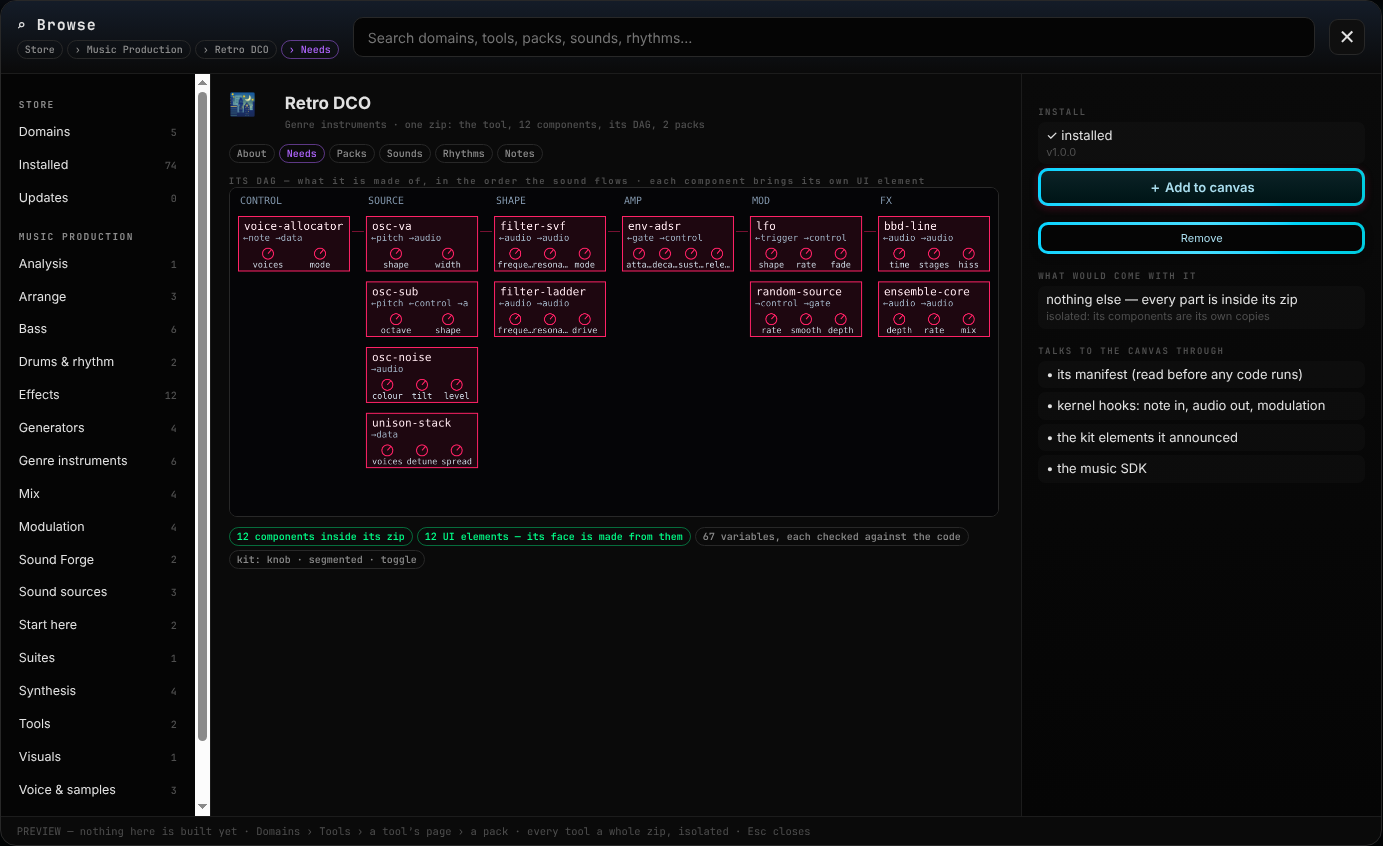 ⌕ Browse
Store › Music Production › Retro DCO › Needs
Search domains, tools, packs, sounds, rhythms...
✕
STORE
Domains 5
Installed 74
Updates 0
MUSIC PRODUCTION
Analysis 1
Arrange 3
Bass 6
Drums & rhythm 2
Effects 12
Generators 4
Genre instruments 6
Mix 4
Modulation 4
Sound Forge 2
Sound sources 3
Start here 2
Suites 1
Synthesis 4
Tools 2
Visuals 1
Voice & samples 3
Retro DCO
Genre instruments · one zip: the tool, 12 components, its DAG, 2 packs
About Needs Packs Sounds Rhythms Notes
ITS DAG — what it is made of, in the order the sound flows · each component brings its own UI element
CONTROL SOURCE SHAPE AMP MOD FX
voice-allocator osc-va filter-svf env-adsr lfo bbd-line
←note →data ←pitch →audio ←audio →audio ←gate →control ←trigger →control ←audio →audio
voices mode shape width freque… resona… mode atta… deca… sust… rele… shape rate fade time stages hiss
osc-sub filter-ladder random-source ensemble-core
←pitch ←control →a ←audio →audio →control →gate ←audio →audio
octave shape freque… resona… drive rate smooth depth depth rate mix
osc-noise
→audio
colour tilt level
unison-stack
→data
voices detune spread
12 components inside its zip 12 UI elements — its face is made from them 67 variables, each checked against the code
kit: knob · segmented · toggle
INSTALL
✓ installed
v1.0.0
+ Add to canvas
Remove
WHAT WOULD COME WITH IT
nothing else — every part is inside its zip
isolated: its components are its own copies
TALKS TO THE CANVAS THROUGH
• its manifest (read before any code runs)
• kernel hooks: note in, audio out, modulation
• the kit elements it announced
• the music SDK
PREVIEW — nothing here is built yet · Domains › Tools › a tool's page › a pack · every tool a whole zip, isolated · Esc closes